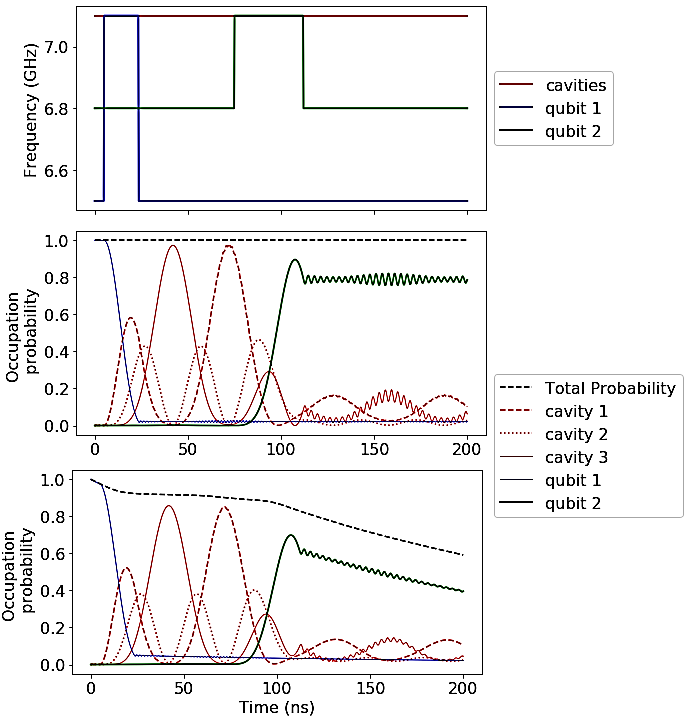 Frequency (GHz)
7.0
6.8
6.6
cavities
qubit 1
qubit 2
Occupation
probability
1.0
0.8
0.6
0.4
0.2
0.0
0
50
100
150
200
Total Probability
cavity 1
cavity 2
cavity 3
qubit 1
qubit 2
Occupation
probability
1.0
0.8
0.6
0.4
0.2
0.0
0
50
100
150
200
Time (ns)